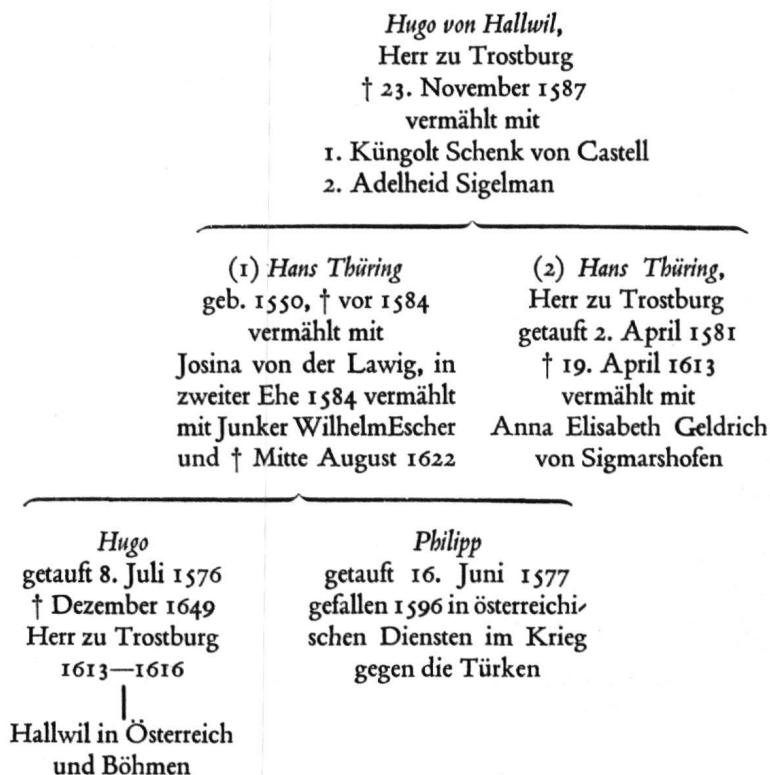 Hugo von Hallwil,
Herr zu Trostburg
† 23. November 1587
vermählt mit
1. Küngolt Schenk von Castell
2. Adelheid Sigelman
(1) Hans Thüring
geb. 1550, † vor 1584
vermählt mit
Josina von der Lawig, in
zweiter Ehe 1584 vermählt
mit Junker WilhelmEscher
und † Mitte August 1622
(2) Hans Thüring,
Herr zu Trostburg
getauft 2. April 1581
† 19. April 1613
vermählt mit
Anna Elisabeth Geldrich
von Sigmarshofen
Hugo
getauft 8. Juli 1576
† Dezember 1649
Herr zu Trostburg
1613—1616
Hallwil in Österreich
und Böhmen
Philipp
getauft 16. Juni 1577
gefallen 1596 in österreichi-
schen Diensten im Krieg
gegen die Türken